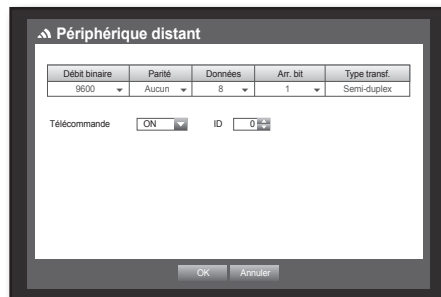 Périphérique distant
Débit binaire Parité Données Arr. bit Type transf.
9600 Aucun 8 1 Semi-duplex
Télécommande ON ID 0
OK Annuler